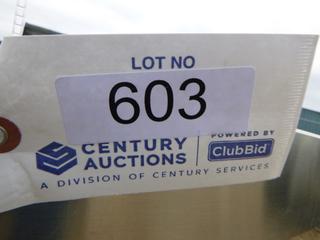 LOT NO
603
CENTURY AUCTIONS
POWERED BY
ClubBid
A DIVISION OF CENTURY SERVICES